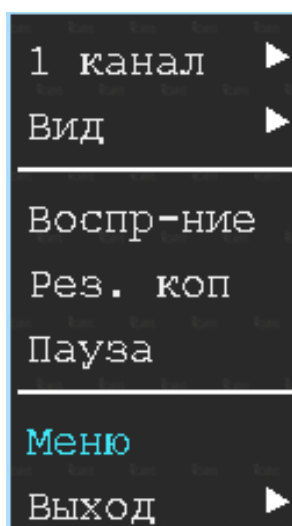 1 канал
Вид
Воспр-ние
Рез. коп
Пауза
Меню
Выход